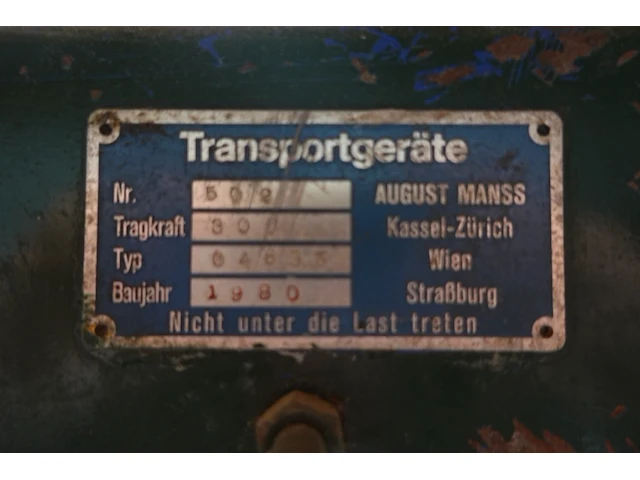 Transportgeräte
Nr. 502 AUGUST MANSS
Tragkraft 300 Kassel-Zürich
Typ Wien
Baujahr 1980 Straßburg
Nicht unter die Last treten